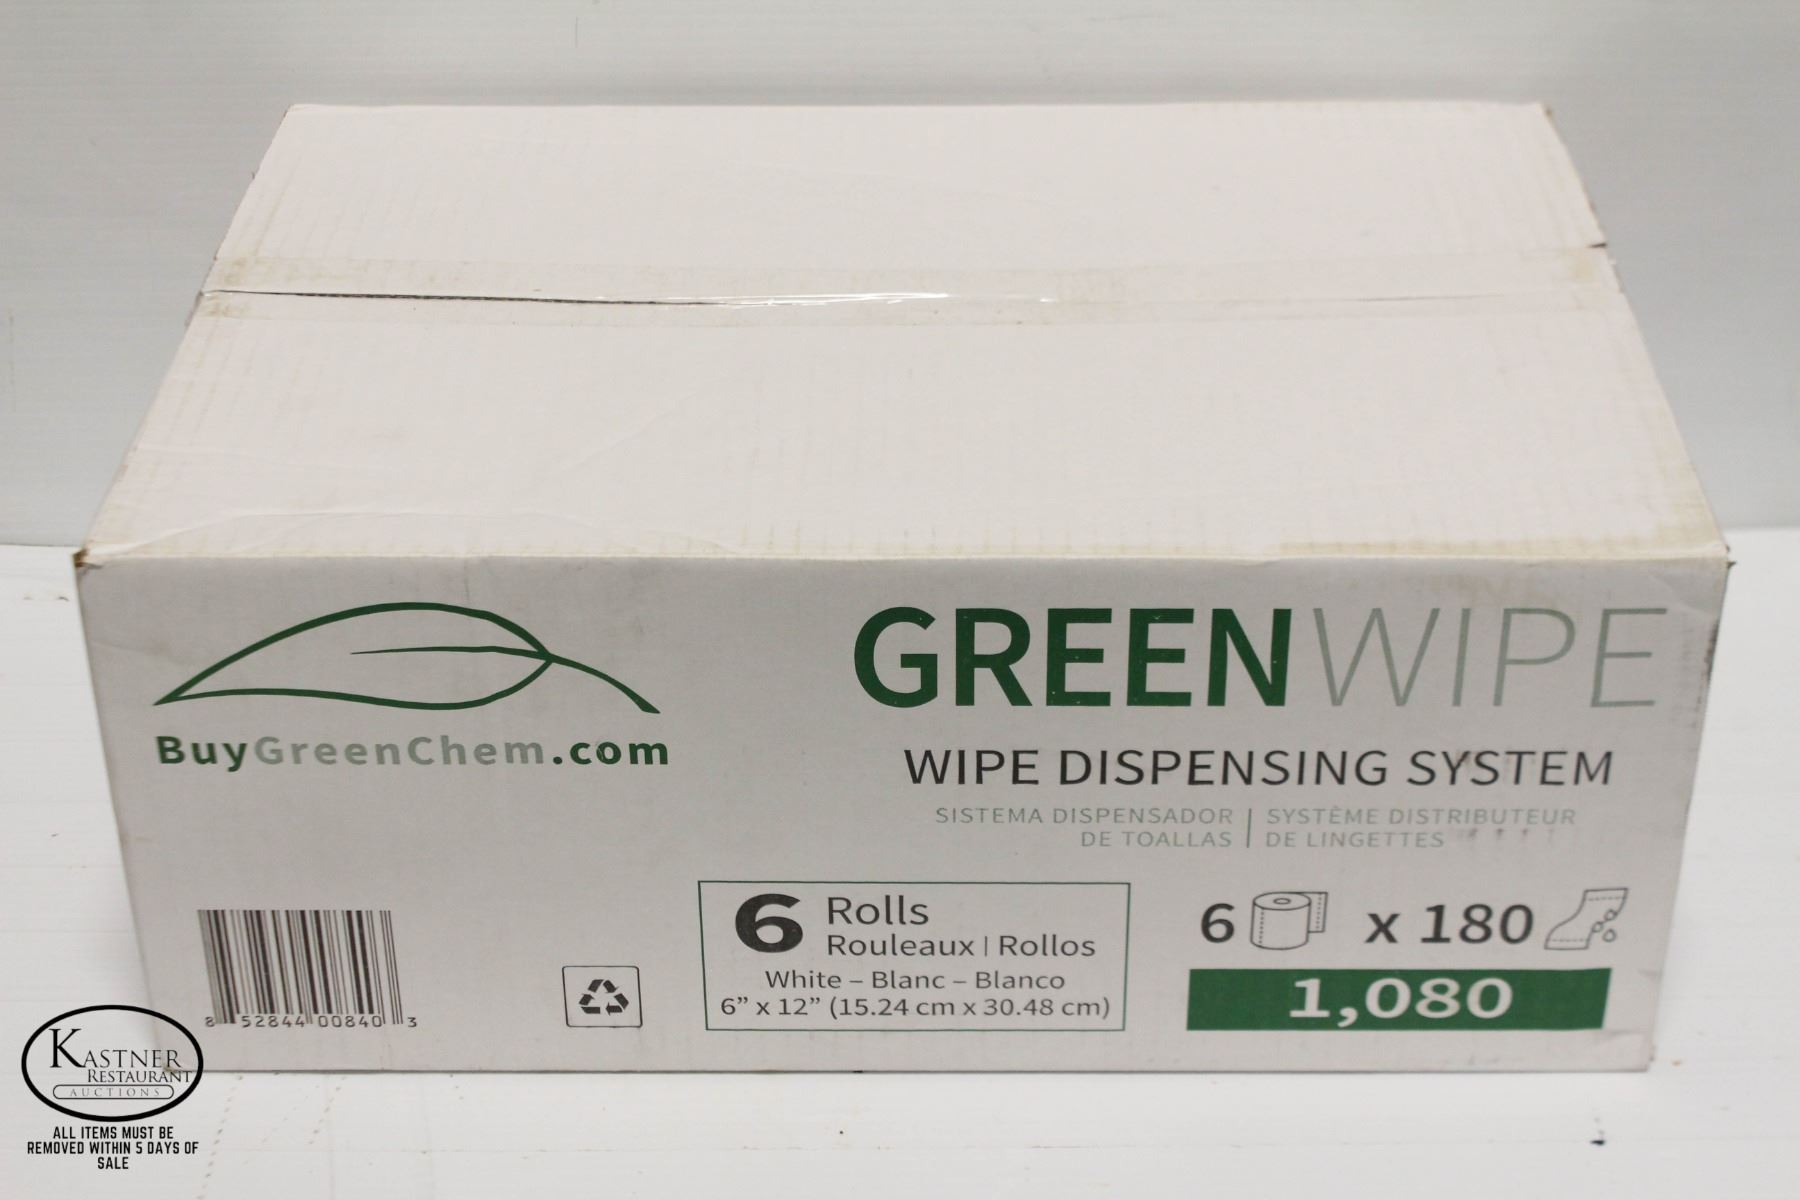 GREENWIPE
BuyGreenChem.com
WIPE DISPENSING SYSTEM
SISTEMA DISPENSADOR | SYSTÈME DISTRIBUTEUR
DE TOALLAS | DE LINGETTES
6 Rolls
Rouleaux | Rollos
White – Blanc – Blanco
6” x 12” (15.24 cm x 30.48 cm)
6 x 180
1,080
8 52844 00840 3
KASTNER
RESTAURANT
AUCTIONS
ALL ITEMS MUST BE
REMOVED WITHIN 5 DAYS OF
SALE